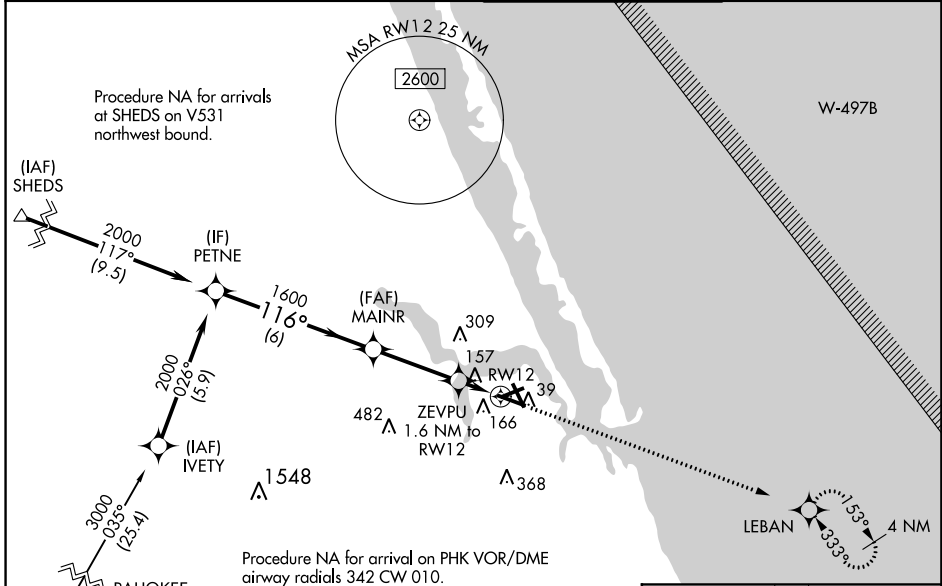 MSA RW12 25 NM
2600
Procedure NA for arrivals
at SHEDS on V531
northwest bound.
W-497B
(IAF)
SHEDS
2000
117°
(9.5)
(IF)
PETNE
1600
116°
(6)
(FAF)
MAINR
309
157
RW12
39
2000
026°
(5.9)
482
ZEVPU
1.6 NM to
RW12
166
(IAF)
IVETY
1548
368
3000
035°
(25.4)
LEBAN
153°
333°
4 NM
Procedure NA for arrival on PHK VOR/DME
airway radials 342 CW 010.
PAHOKEE